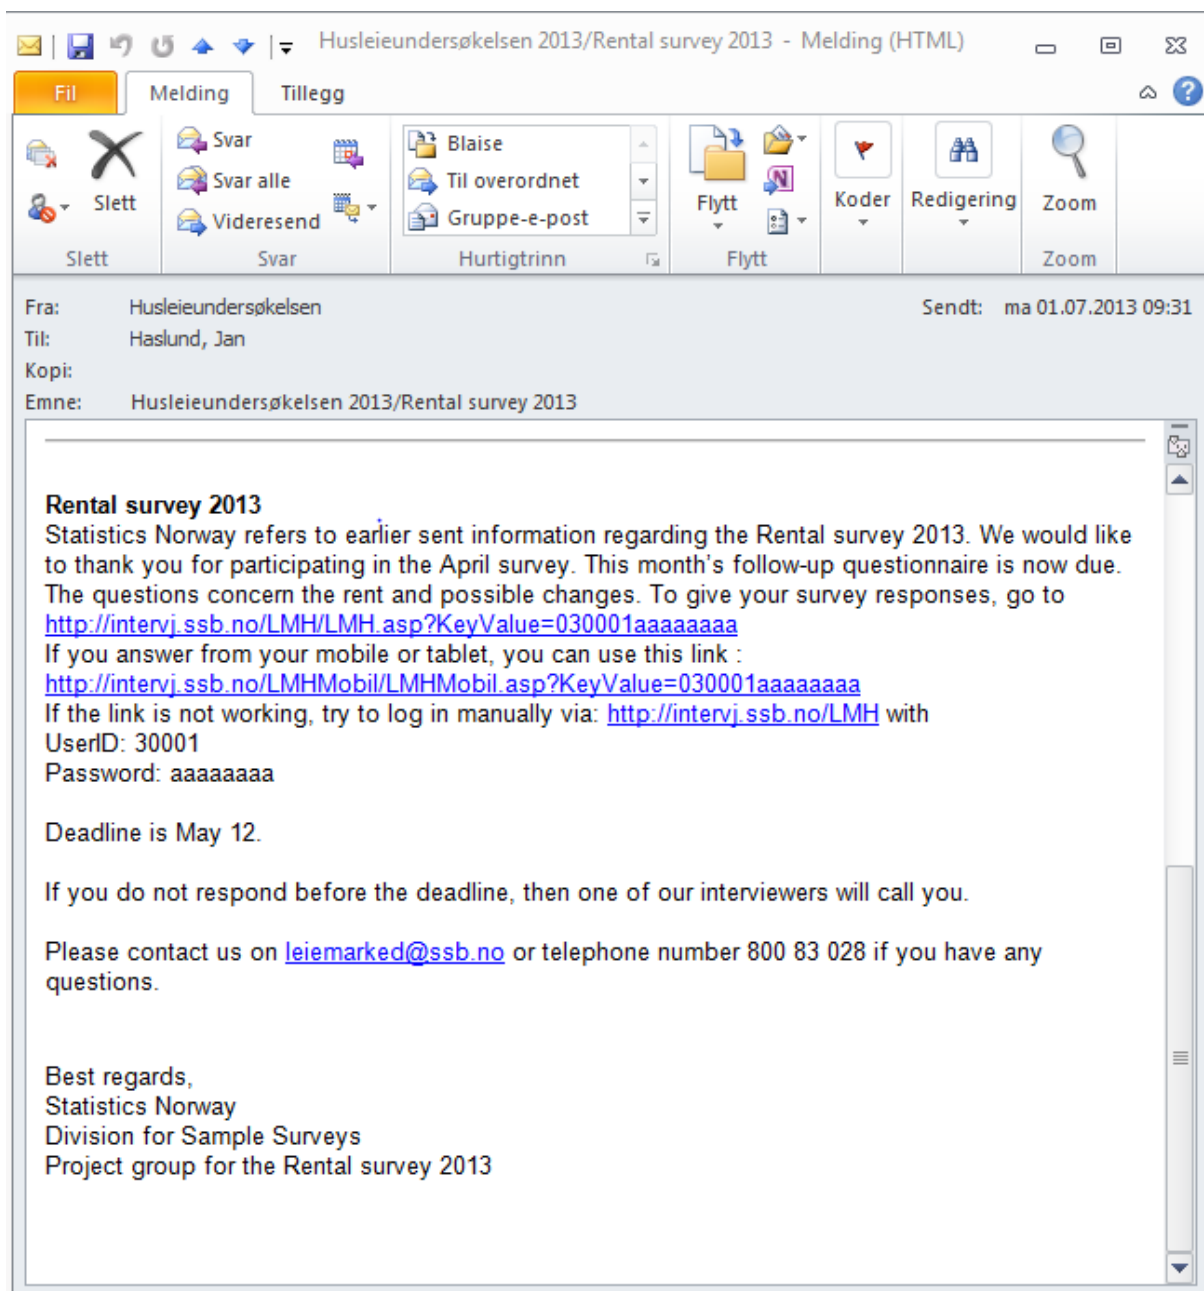 Husleieundersøkelsen 2013/Rental survey 2013 - Melding (HTML)
Fil Melding Tillegg
Slett
Svar
Svar alle
Videresend
Blaise
Til overordnet
Gruppe-e-post
Flytt
Koder
Redigering
Zoom
Slett Svar Hurtigtrinn Flytt Zoom
Fra: Husleieundersøkelsen Sendt: ma 01.07.2013 09:31
Til: Haslund, Jan
Kopi:
Emne: Husleieundersøkelsen 2013/Rental survey 2013
Rental survey 2013
Statistics Norway refers to earlier sent information regarding the Rental survey 2013. We would like
to thank you for participating in the April survey. This month's follow-up questionnaire is now due.
The questions concern the rent and possible changes. To give your survey responses, go to
http://intervj.ssb.no/LMH/LMH.asp?KeyValue=030001aaaaaaaa
If you answer from your mobile or tablet, you can use this link :
http://intervj.ssb.no/LMHMobil/LMHMobil.asp?KeyValue=030001aaaaaaaa
If the link is not working, try to log in manually via: http://intervj.ssb.no/LMH with
UserID: 30001
Password: aaaaaaaa
Deadline is May 12.
If you do not respond before the deadline, then one of our interviewers will call you.
Please contact us on leiemarked@ssb.no or telephone number 800 83 028 if you have any
questions.
Best regards,
Statistics Norway
Division for Sample Surveys
Project group for the Rental survey 2013